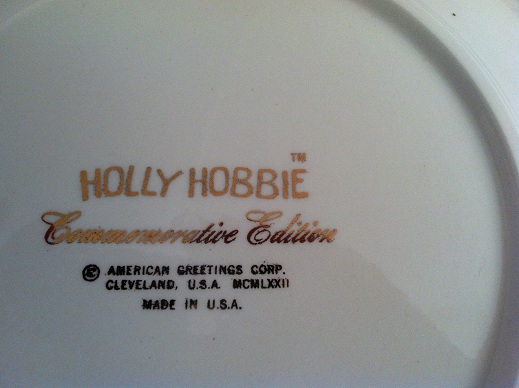 HOLLY HOBBIE™
Commemorative Edition
© AMERICAN GREETINGS CORP.
CLEVELAND, U.S.A. MCMLXXII
MADE IN U.S.A.